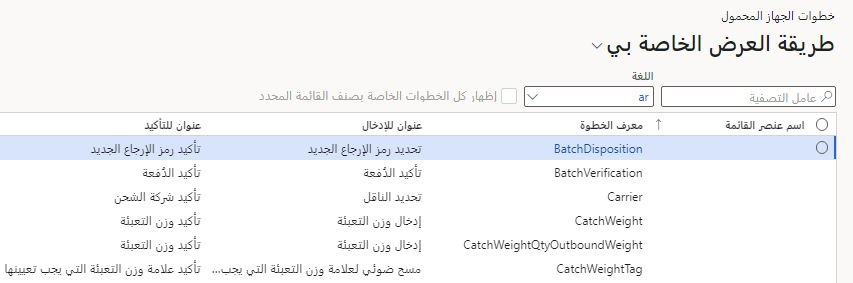 خطوات الجهاز المحمول
طريقة العرض الخاصة بي
اللغة
عامل التصفية ar إظهار كل الخطوات الخاصة بصنف القائمة المحدد
اسم عنصر القائمة ↑ معرف الخطوة عنوان للإدخال عنوان للتأكيد
BatchDisposition تحديد رمز الإرجاع الجديد تأكيد رمز الإرجاع الجديد
BatchVerification تأكيد الدُفعة تأكيد الدُفعة
Carrier تحديد الناقل تأكيد شركة الشحن
CatchWeight إدخال وزن التعبئة تأكيد وزن التعبئة
CatchWeightQtyOutboundWeight إدخال وزن التعبئة تأكيد وزن التعبئة
CatchWeightTag مسح ضوئي لعلامة وزن التعبئة التي يجب... تأكيد علامة وزن التعبئة التي يجب تعيينها